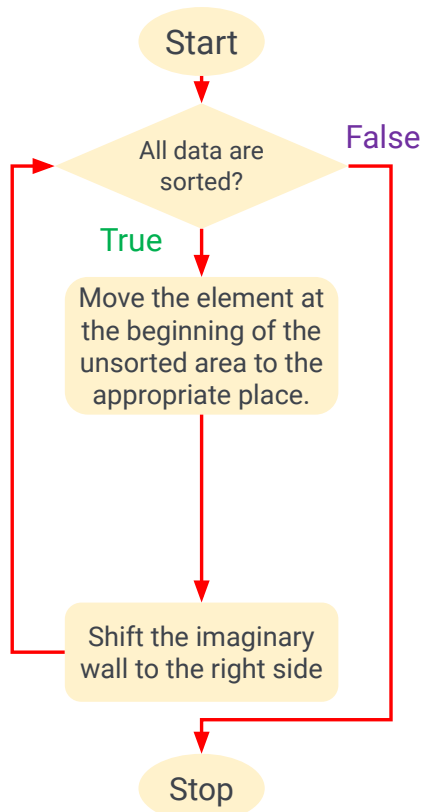 Start
All data are
sorted?
False
True
Move the element at
the beginning of the
unsorted area to the
appropriate place.
Shift the imaginary
wall to the right side
Stop